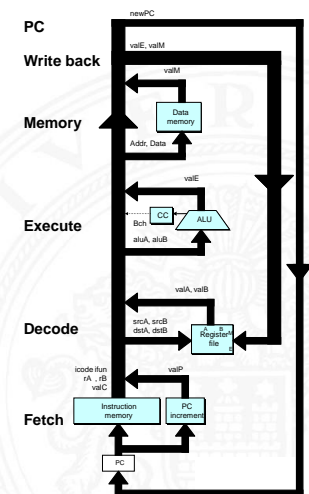 newPC
PC
valE, valM
Write back
valM
Data
memory
Memory
Addr, Data
valE
CC
ALU
Execute
Bch
aluA, aluB
valA, valB
srcA, srcB
dstA, dstB
A B
M
Register
file
E
Decode
icode ifun
rA , rB
valC
valP
Instruction
memory
PC
increment
Fetch
PC